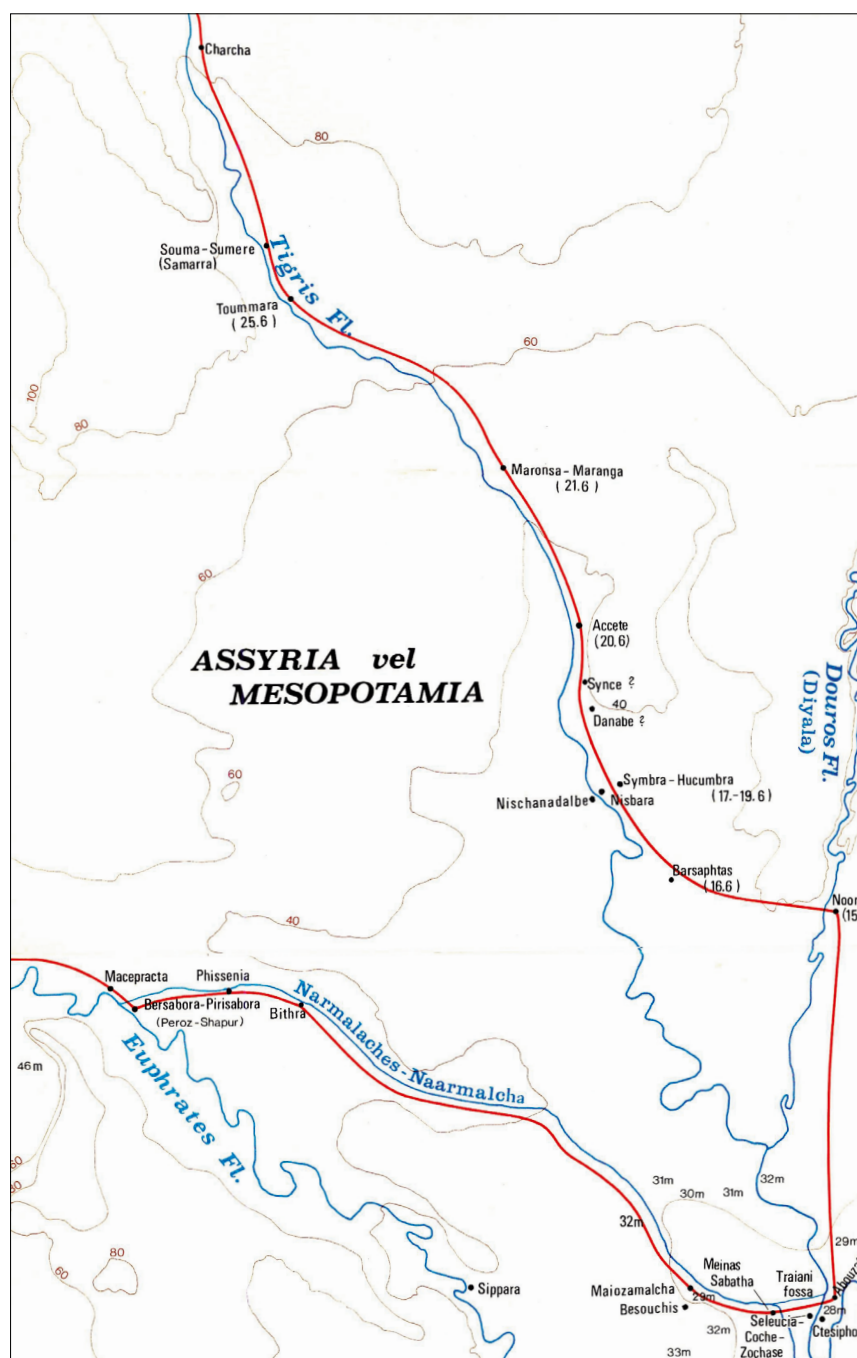 Charcha
80
Souma-Sumere
(Samarra)
Tigris Fl.
Toummara
(25.6)
60
100
80
Maronsa-Maranga
(21.6)
60
Accete
(20.6)
ASSYRIA vel
MESOPOTAMIA
Synce ?
40
Danabe ?
Douros Fl.
(Diyala)
60
Symbra-Hucumbra
(17.-19.6)
Nisbara
Nischanadalbe
Barsaphtas
(16.6)
Noor
(15
40
Macepracta
Phissenia
Bersabora-Pirisabora
(Peroz-Shapur)
Bithra
Narmalaches-Naarmalcha
46m
Euphrates Fl.
31m
30m
31m
32m
32m
29m
80
60
Sippara
Maiozamalcha
29m
Besouchis
Meinas
Sabatha
Traiani
fossa
Abouza
28m
Seleucia-
Coche-
Zochase
Ctesipho
32m
33m